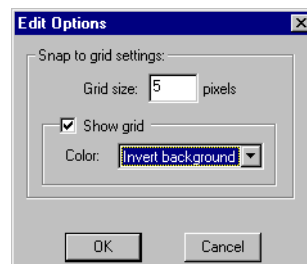 Edit Options
Snap to grid settings:
Grid size: 5 pixels
Show grid
Color: Invert background
OK Cancel